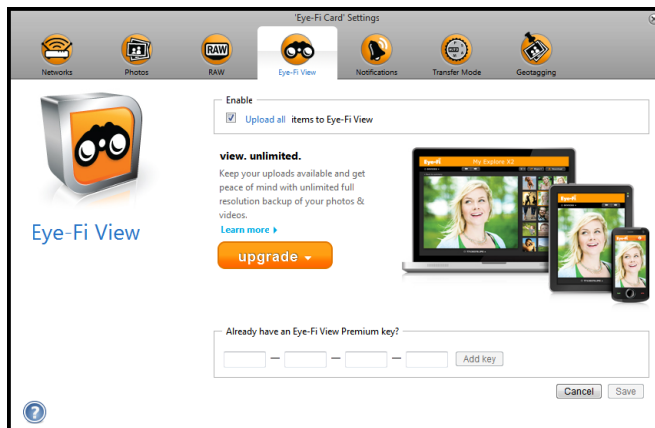 'Eye-Fi Card' Settings
Networks
Photos
RAW
RAW
Eye-Fi View
Notifications
Transfer Mode
Geotagging
Enable
Upload all items to Eye-Fi View
Eye-Fi View
view. unlimited.
Keep your uploads available and get
peace of mind with unlimited full
resolution backup of your photos &
videos.
Learn more
upgrade
Eye-Fi
My Explore X2
Eye-Fi
Already have an Eye-Fi View Premium key?
— — —
Add key
Cancel
Save
?